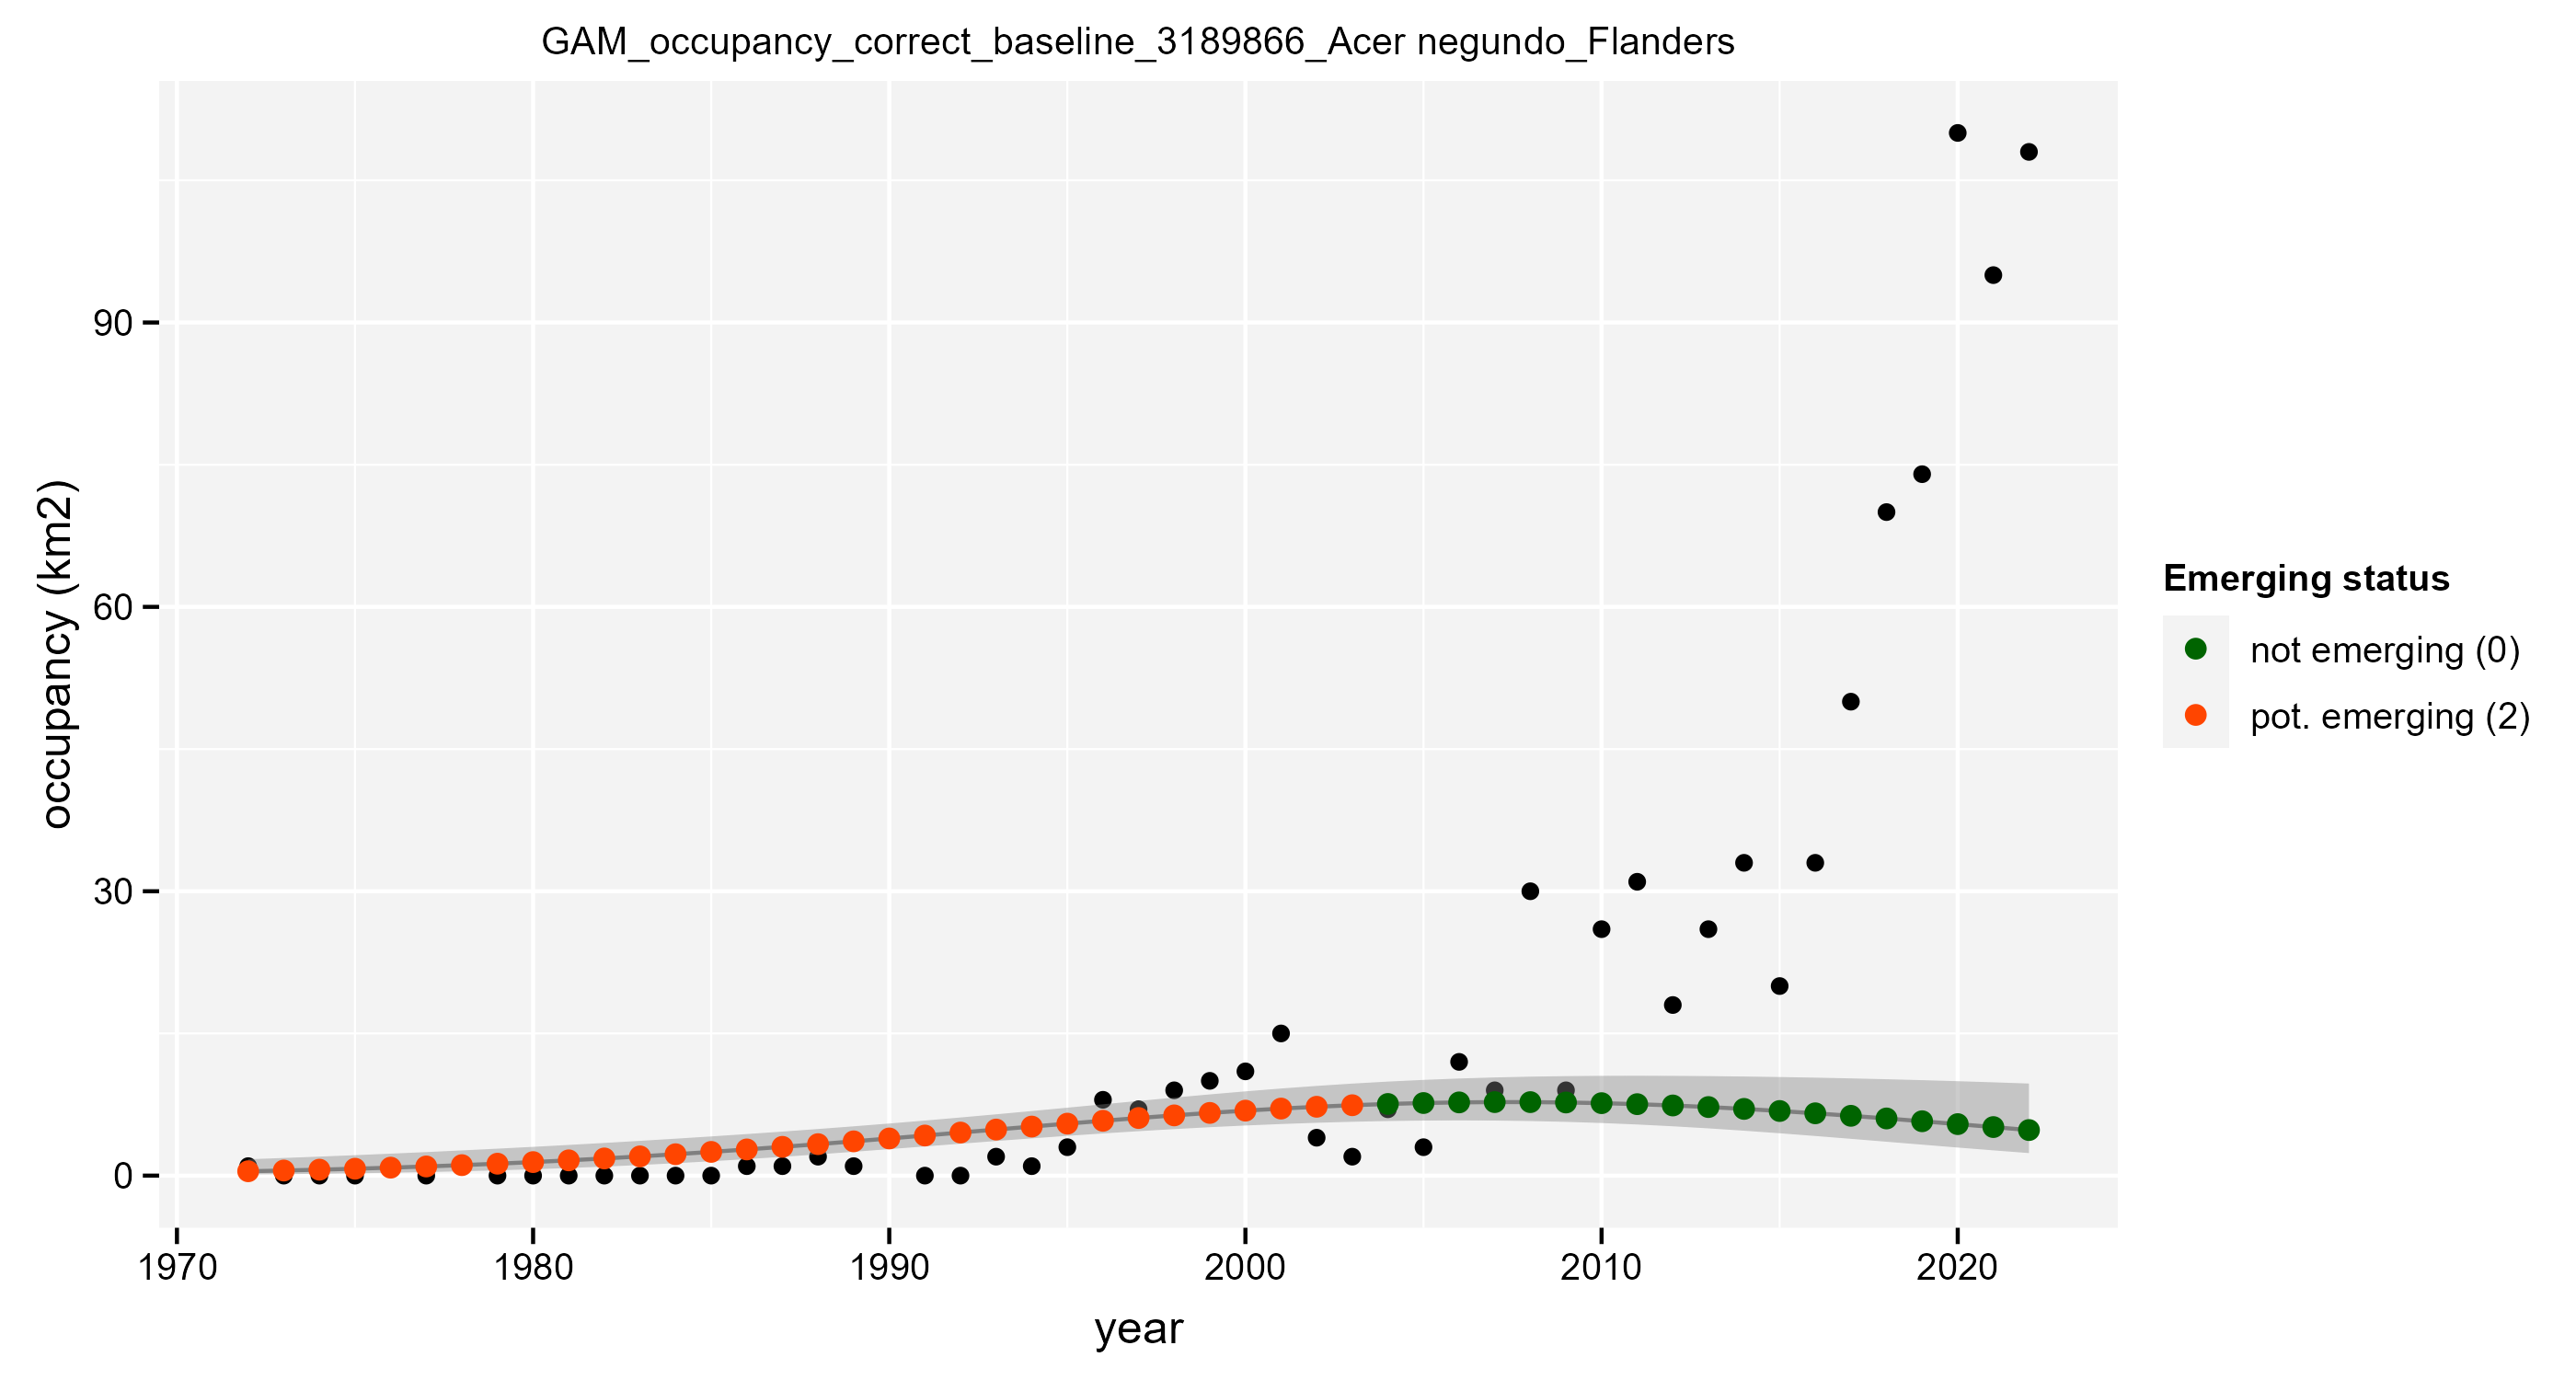 GAM_occupancy_correct_baseline_3189866_Acer negundo_Flanders
occupancy (km2)
90
60
30
0
1970 1980 1990 2000 2010 2020
year
Emerging status
not emerging (0)
pot. emerging (2)